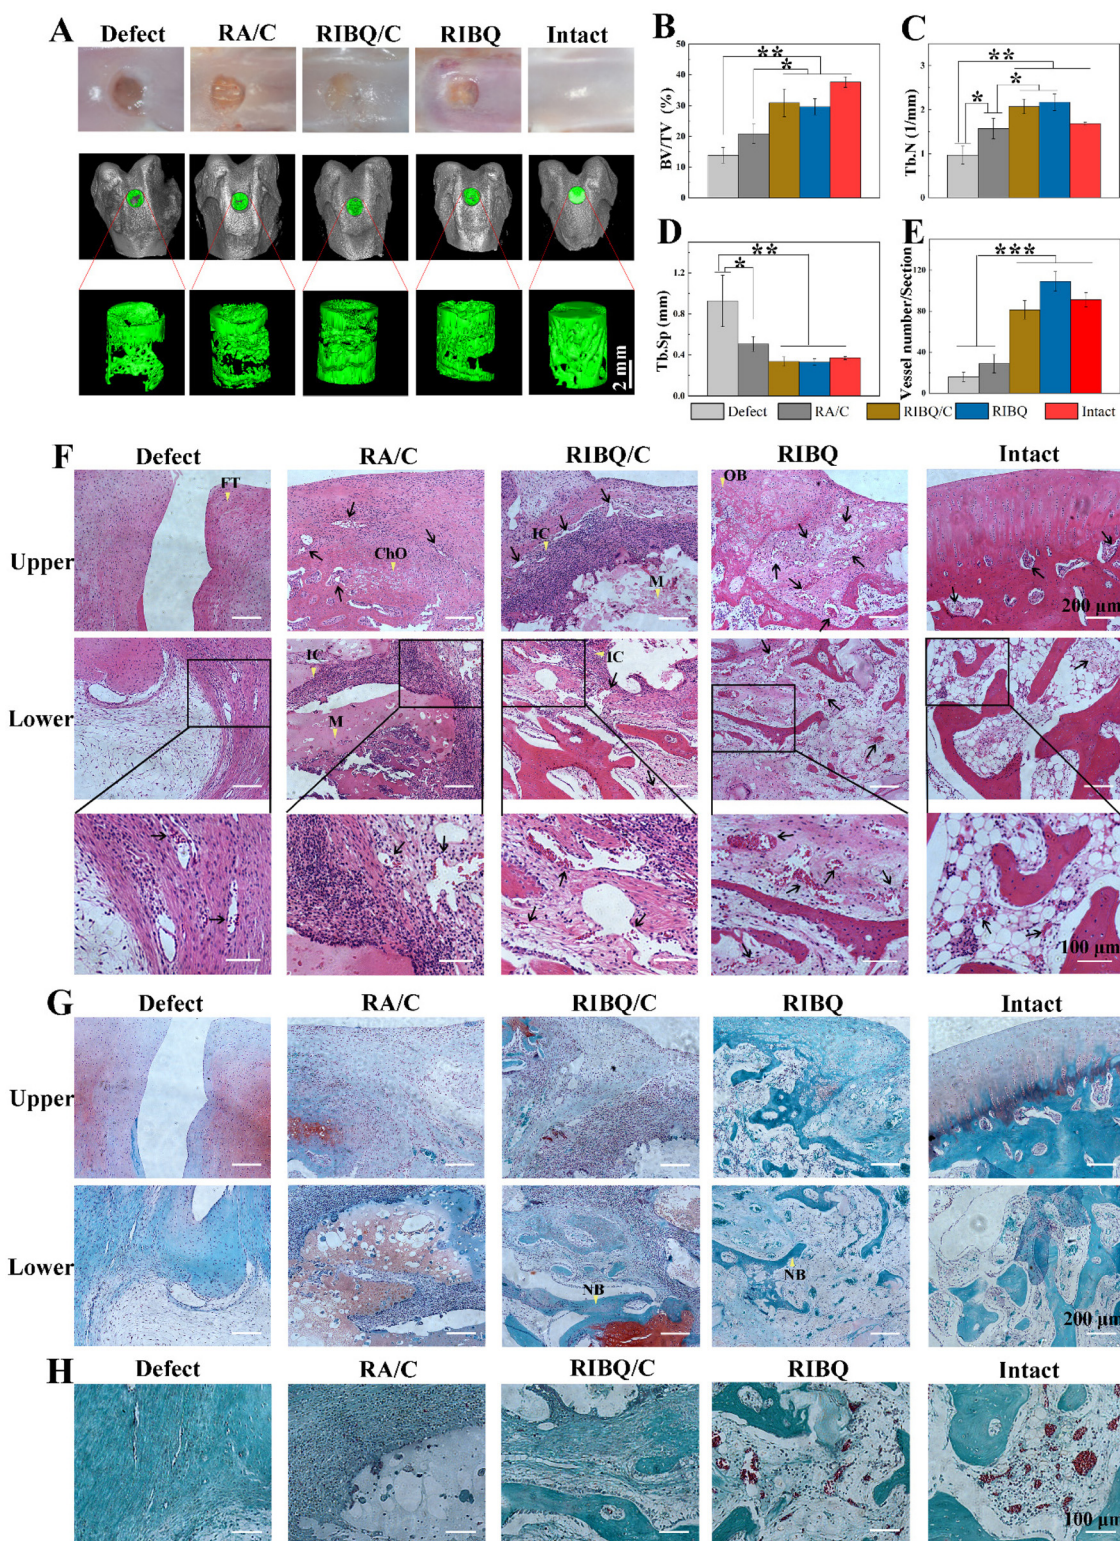 A
Defect RA/C RIBQ/C RIBQ Intact
2 mm
B
BV/TV (%)
50
40
30
20
10
0
**
*
C
Tb.N (1/mm)
3
2
1
0
**
*
*
D
Tb.Sp (mm)
1.2
0.8
0.4
0.0
**
*
E
Vessel number/Section
120
80
40
0
***
Defect RA/C RIBQ/C RIBQ Intact
F
Defect RA/C RIBQ/C RIBQ Intact
Upper
FT
ChO
IC
M
OB
200 µm
Lower
IC
M
IC
100 µm
G
Defect RA/C RIBQ/C RIBQ Intact
Upper
Lower
NB
NB
200 µm
H
Defect RA/C RIBQ/C RIBQ Intact
100 µm